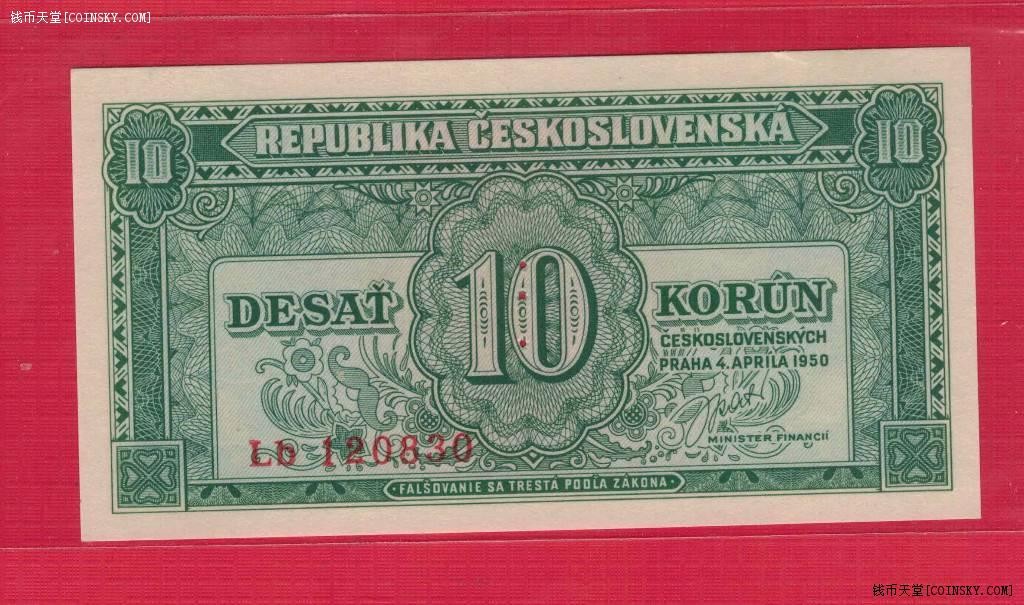 钱币天堂[COINSKY.COM]
REPUBLIKA ČESKOSLOVENSKÁ
10 10
DESAŤ 10 KORÚN
ČESKOSLOVENSKÝCH
PRAHA 4. APRÍLA 1950
MINISTER FINANCIÍ
Lb 120830
• FALŠOVANIE SA TRESTÁ PODĽA ZÁKONA •
钱币天堂[COINSKY.COM]